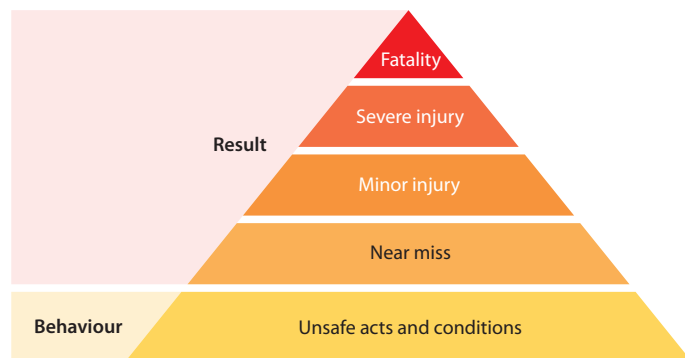 Fatality
Severe injury
Result
Minor injury
Near miss
Behaviour
Unsafe acts and conditions